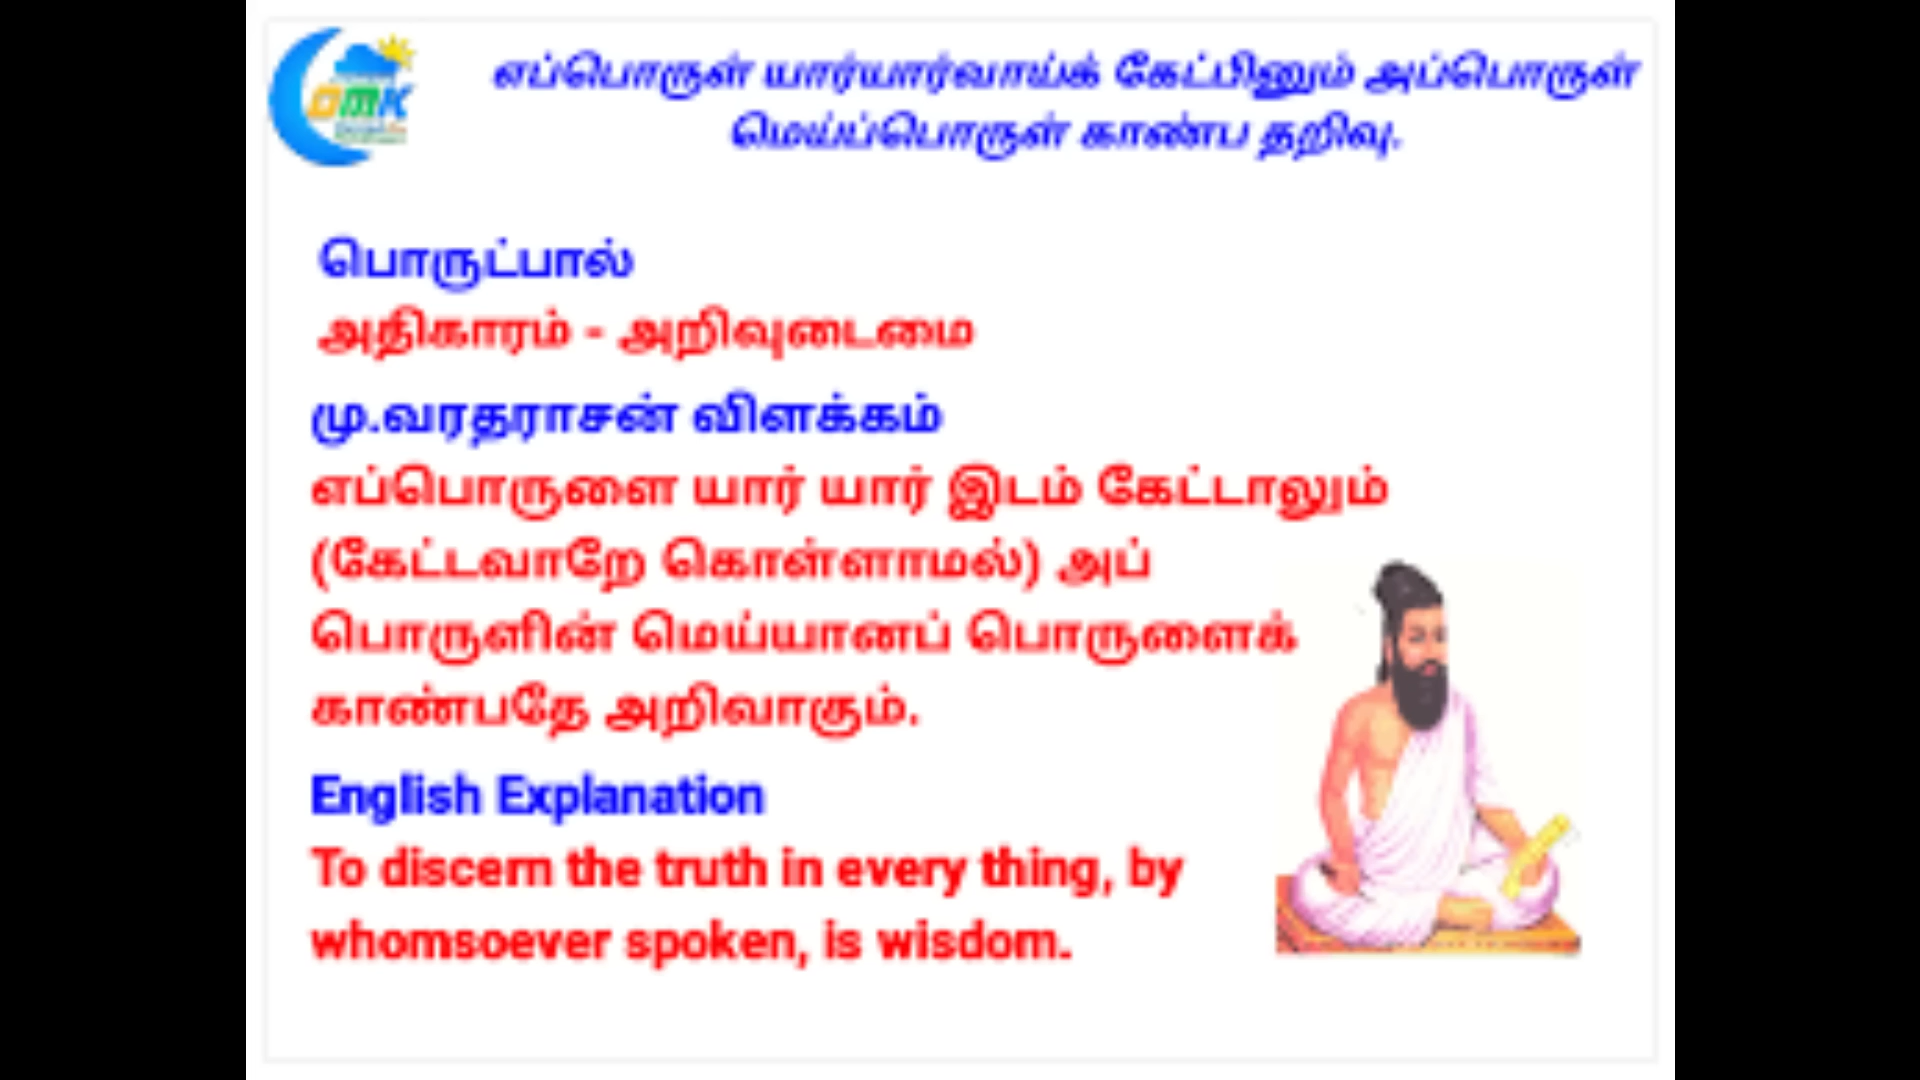 எப்பொருள் யார்யார்வாய்க் கேட்பினும் அப்பொருள்
மெய்ப்பொருள் காண்ப தறிவு.
OMK
பொருட்பால்
அதிகாரம் - அறிவுடைமை
மு.வரதராசன் விளக்கம்
எப்பொருளை யார் யார் இடம் கேட்டாலும்
(கேட்டவாறே கொள்ளாமல்) அப்
பொருளின் மெய்யானப் பொருளைக்
காண்பதே அறிவாகும்.
English Explanation
To discern the truth in every thing, by
whomsoever spoken, is wisdom.